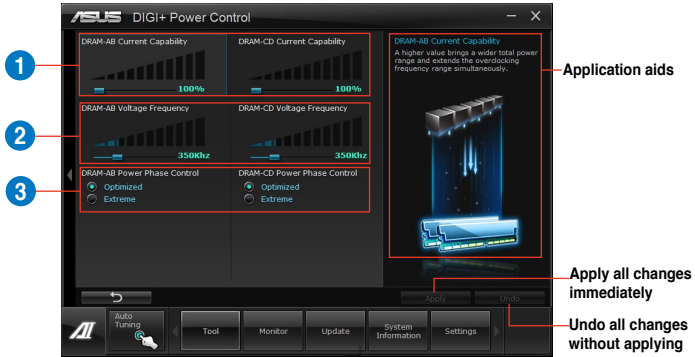 ASUS DIGI+ Power Control
DRAM-AB Current Capability
100%
DRAM-CD Current Capability
100%
DRAM-AB Current Capability
A higher value brings a wider total power
range and extends the overclocking
frequency range simultaneously.
Application aids
1
DRAM-AB Voltage Frequency
350Khz
DRAM-CD Voltage Frequency
350Khz
2
DRAM-AB Power Phase Control
Optimized
Extreme
DRAM-CD Power Phase Control
Optimized
Extreme
3
Apply
Undo
Apply all changes
immediately
Undo all changes
without applying
AI
Auto
Tuning
Tool
Monitor
Update
System
Information
Settings